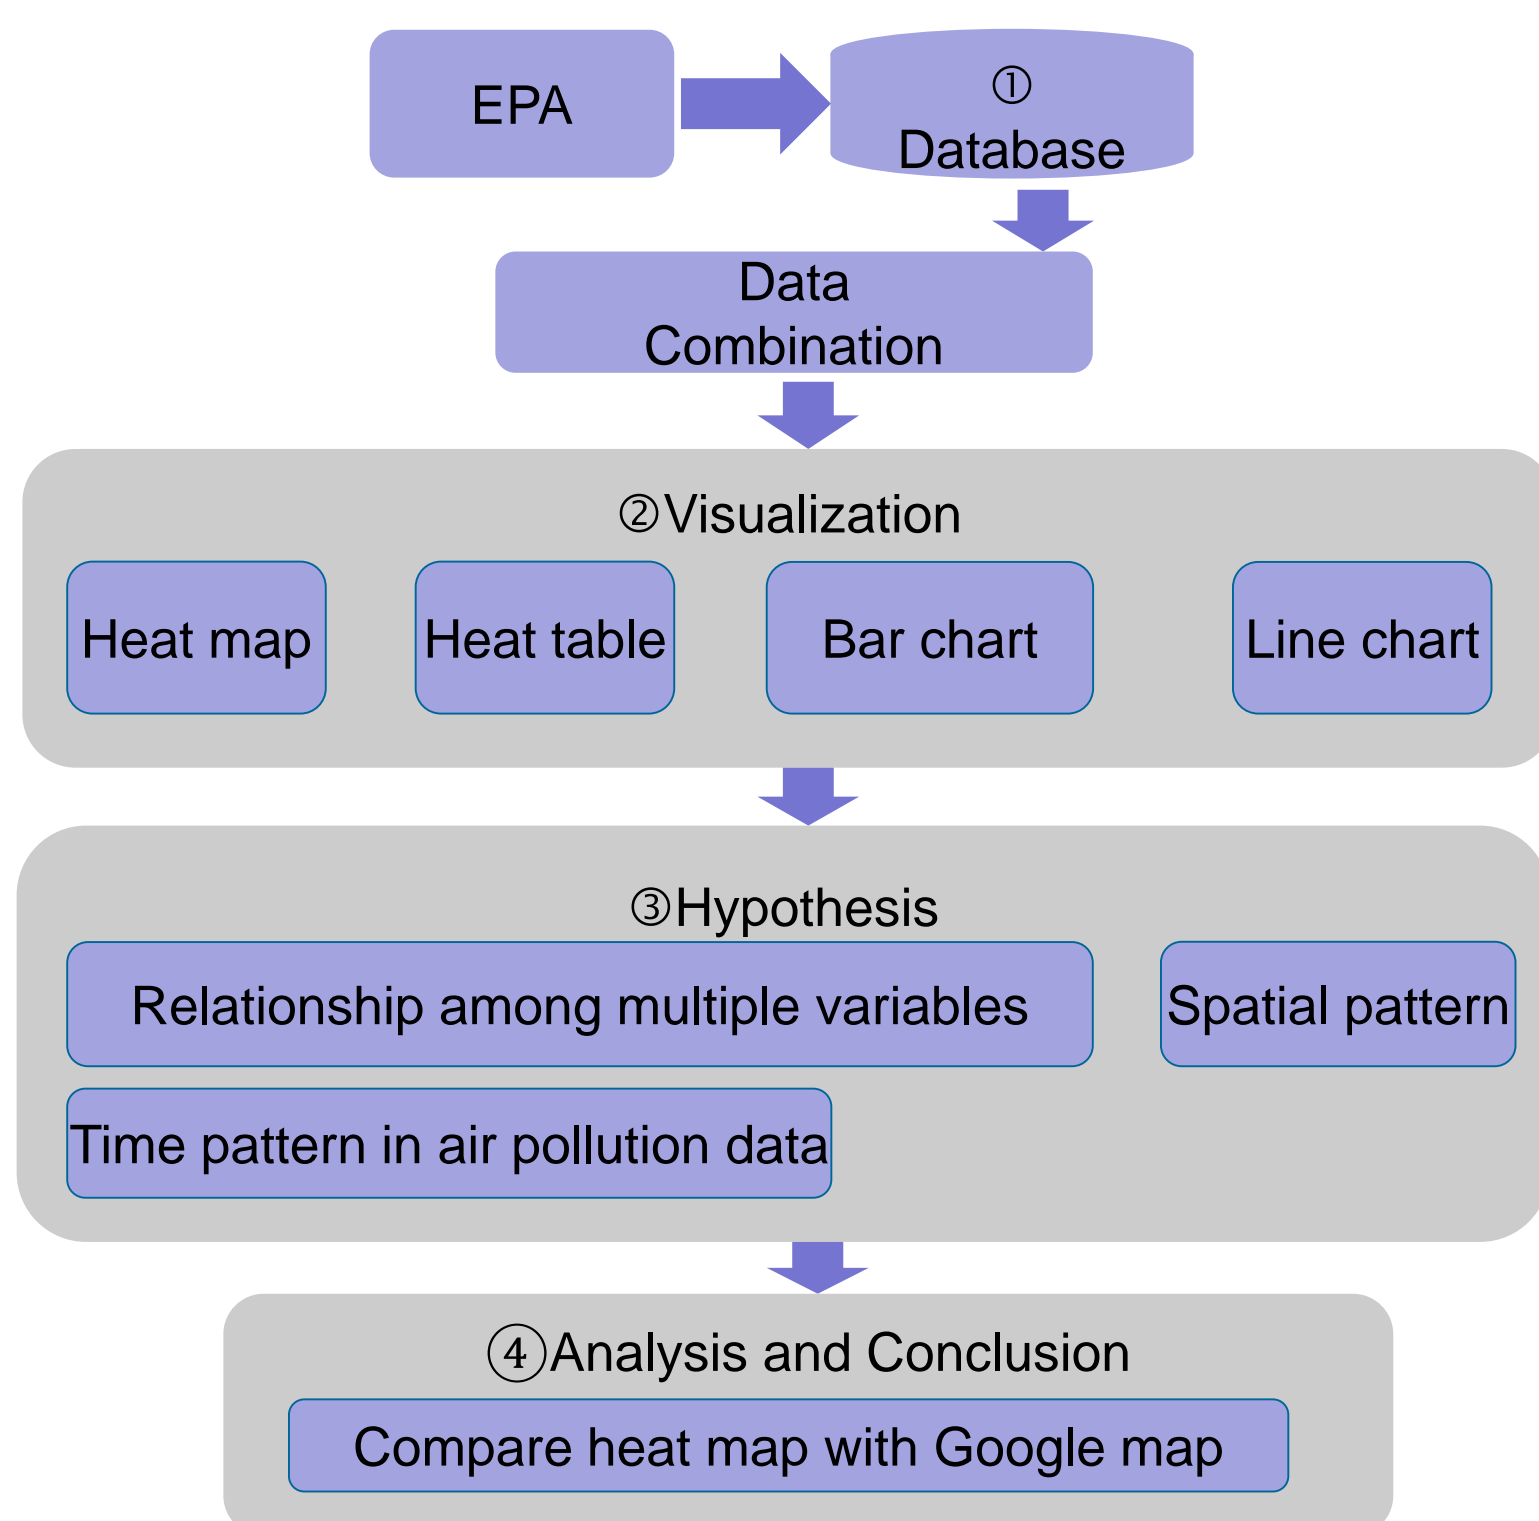 EPA
①
Database
Data
Combination
②Visualization
Heat map
Heat table
Bar chart
Line chart
③Hypothesis
Relationship among multiple variables
Spatial pattern
Time pattern in air pollution data
④Analysis and Conclusion
Compare heat map with Google map